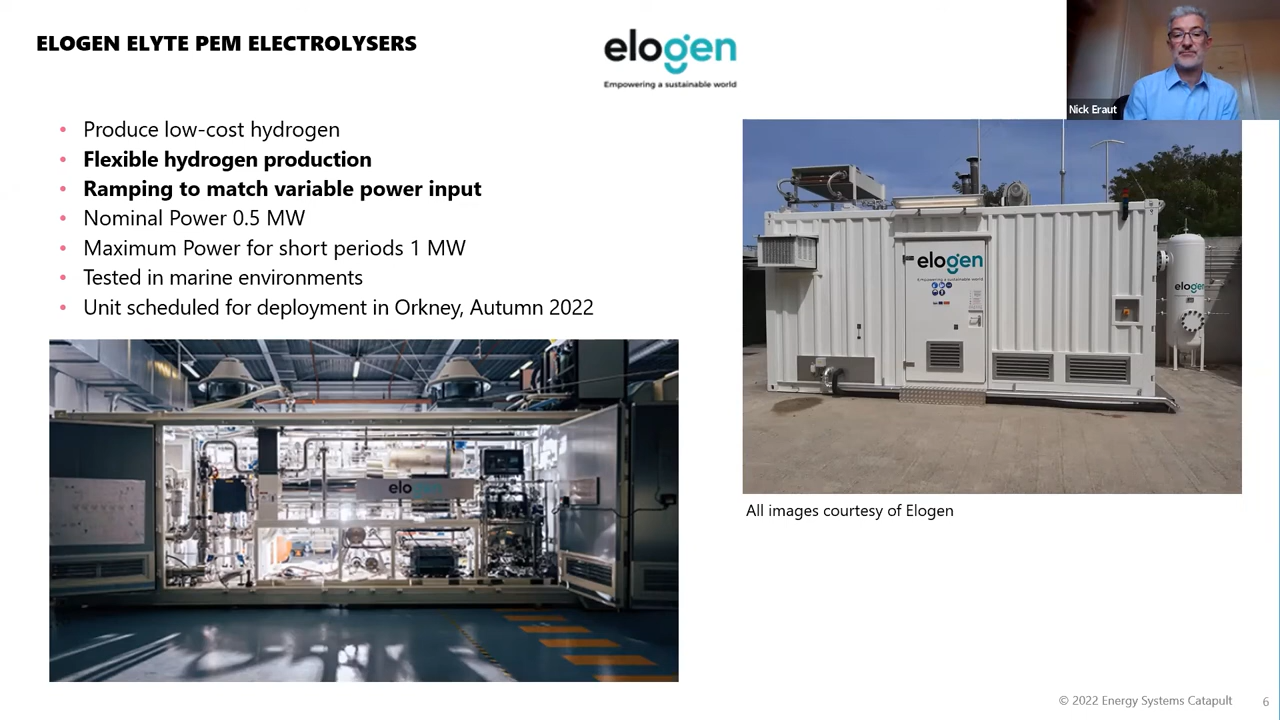 ELOGEN ELYTE PEM ELECTROLYSERS
elogen
Empowering a sustainable world
Nick Eraut
• Produce low-cost hydrogen
• Flexible hydrogen production
• Ramping to match variable power input
• Nominal Power 0.5 MW
• Maximum Power for short periods 1 MW
• Tested in marine environments
• Unit scheduled for deployment in Orkney, Autumn 2022
elogen
Empowering a sustainable world
elogen
elogen
All images courtesy of Elogen
© 2022 Energy Systems Catapult
6